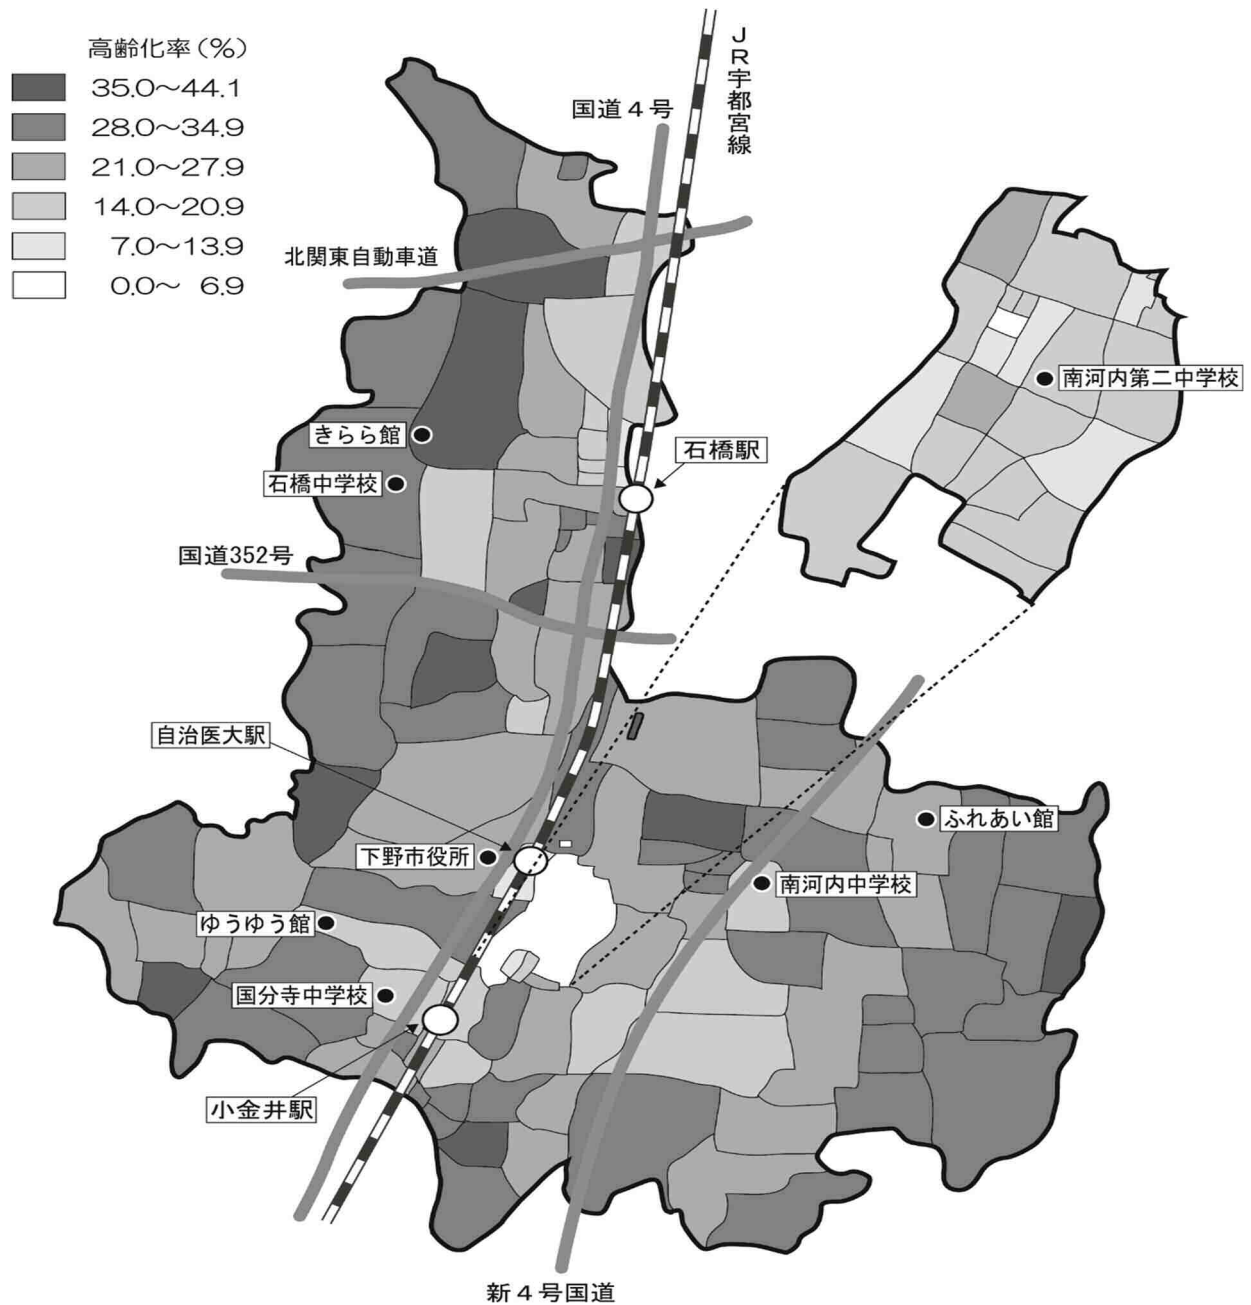 高齢化率(%)
35.0～44.1
28.0～34.9
21.0～27.9
14.0～20.9
7.0～13.9
0.0～ 6.9
JR宇都宮線
国道4号
北関東自動車道
南河内第二中学校
きらら館
石橋駅
石橋中学校
国道352号
自治医大駅
ふれあい館
下野市役所
南河内中学校
ゆうゆう館
国分寺中学校
小金井駅
新4号国道